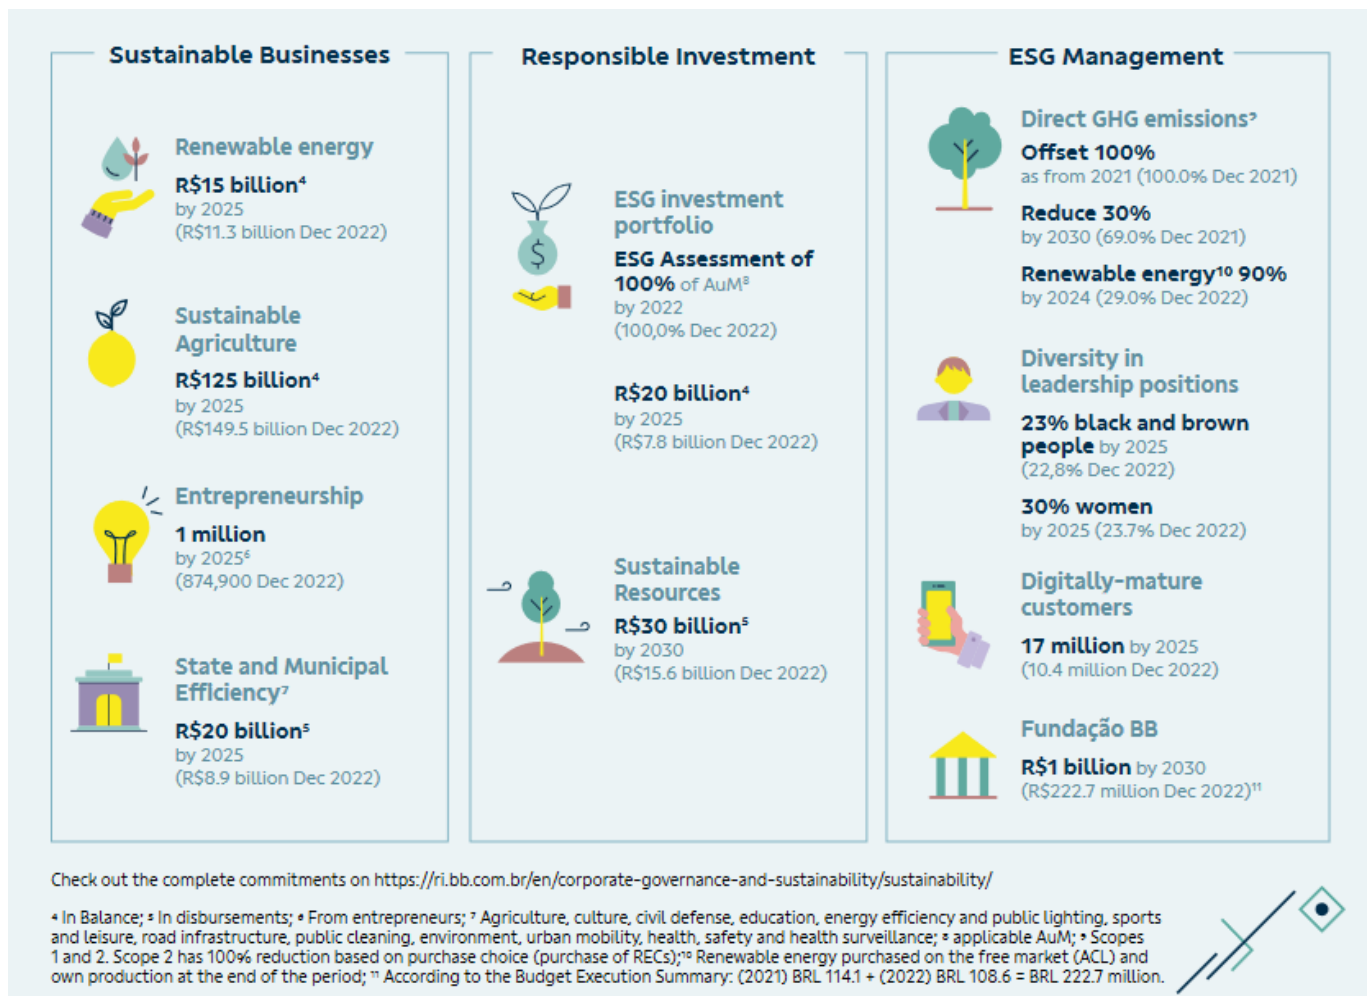 Sustainable Businesses
Renewable energy
R$15 billion⁴
by 2025
(R$11.3 billion Dec 2022)
Sustainable
Agriculture
R$125 billion⁴
by 2025
(R$149.5 billion Dec 2022)
Entrepreneurship
1 million
by 2025⁶
(874,900 Dec 2022)
State and Municipal
Efficiency⁷
R$20 billion⁵
by 2025
(R$8.9 billion Dec 2022)
Responsible Investment
ESG investment
portfolio
ESG Assessment of
100% of AuM⁸
by 2022
(100,0% Dec 2022)
R$20 billion⁴
by 2025
(R$7.8 billion Dec 2022)
Sustainable
Resources
R$30 billion⁵
by 2030
(R$15.6 billion Dec 2022)
ESG Management
Direct GHG emissions⁹
Offset 100%
as from 2021 (100.0% Dec 2021)
Reduce 30%
by 2030 (69.0% Dec 2021)
Renewable energy¹⁰ 90%
by 2024 (29.0% Dec 2022)
Diversity in
leadership positions
23% black and brown
people by 2025
(22,8% Dec 2022)
30% women
by 2025 (23.7% Dec 2022)
Digitally-mature
customers
17 million by 2025
(10.4 million Dec 2022)
Fundação BB
R$1 billion by 2030
(R$222.7 million Dec 2022)¹¹
Check out the complete commitments on https://ri.bb.com.br/en/corporate-governance-and-sustainability/sustainability/
⁴ In Balance; ⁵ In disbursements; ⁶ From entrepreneurs; ⁷ Agriculture, culture, civil defense, education, energy efficiency and public lighting, sports
and leisure, road infrastructure, public cleaning, environment, urban mobility, health, safety and health surveillance; ⁸ applicable AuM; ⁹ Scopes
1 and 2. Scope 2 has 100% reduction based on purchase choice (purchase of RECs);¹⁰ Renewable energy purchased on the free market (ACL) and
own production at the end of the period; ¹¹ According to the Budget Execution Summary: (2021) BRL 114.1 + (2022) BRL 108.6 = BRL 222.7 million.
$